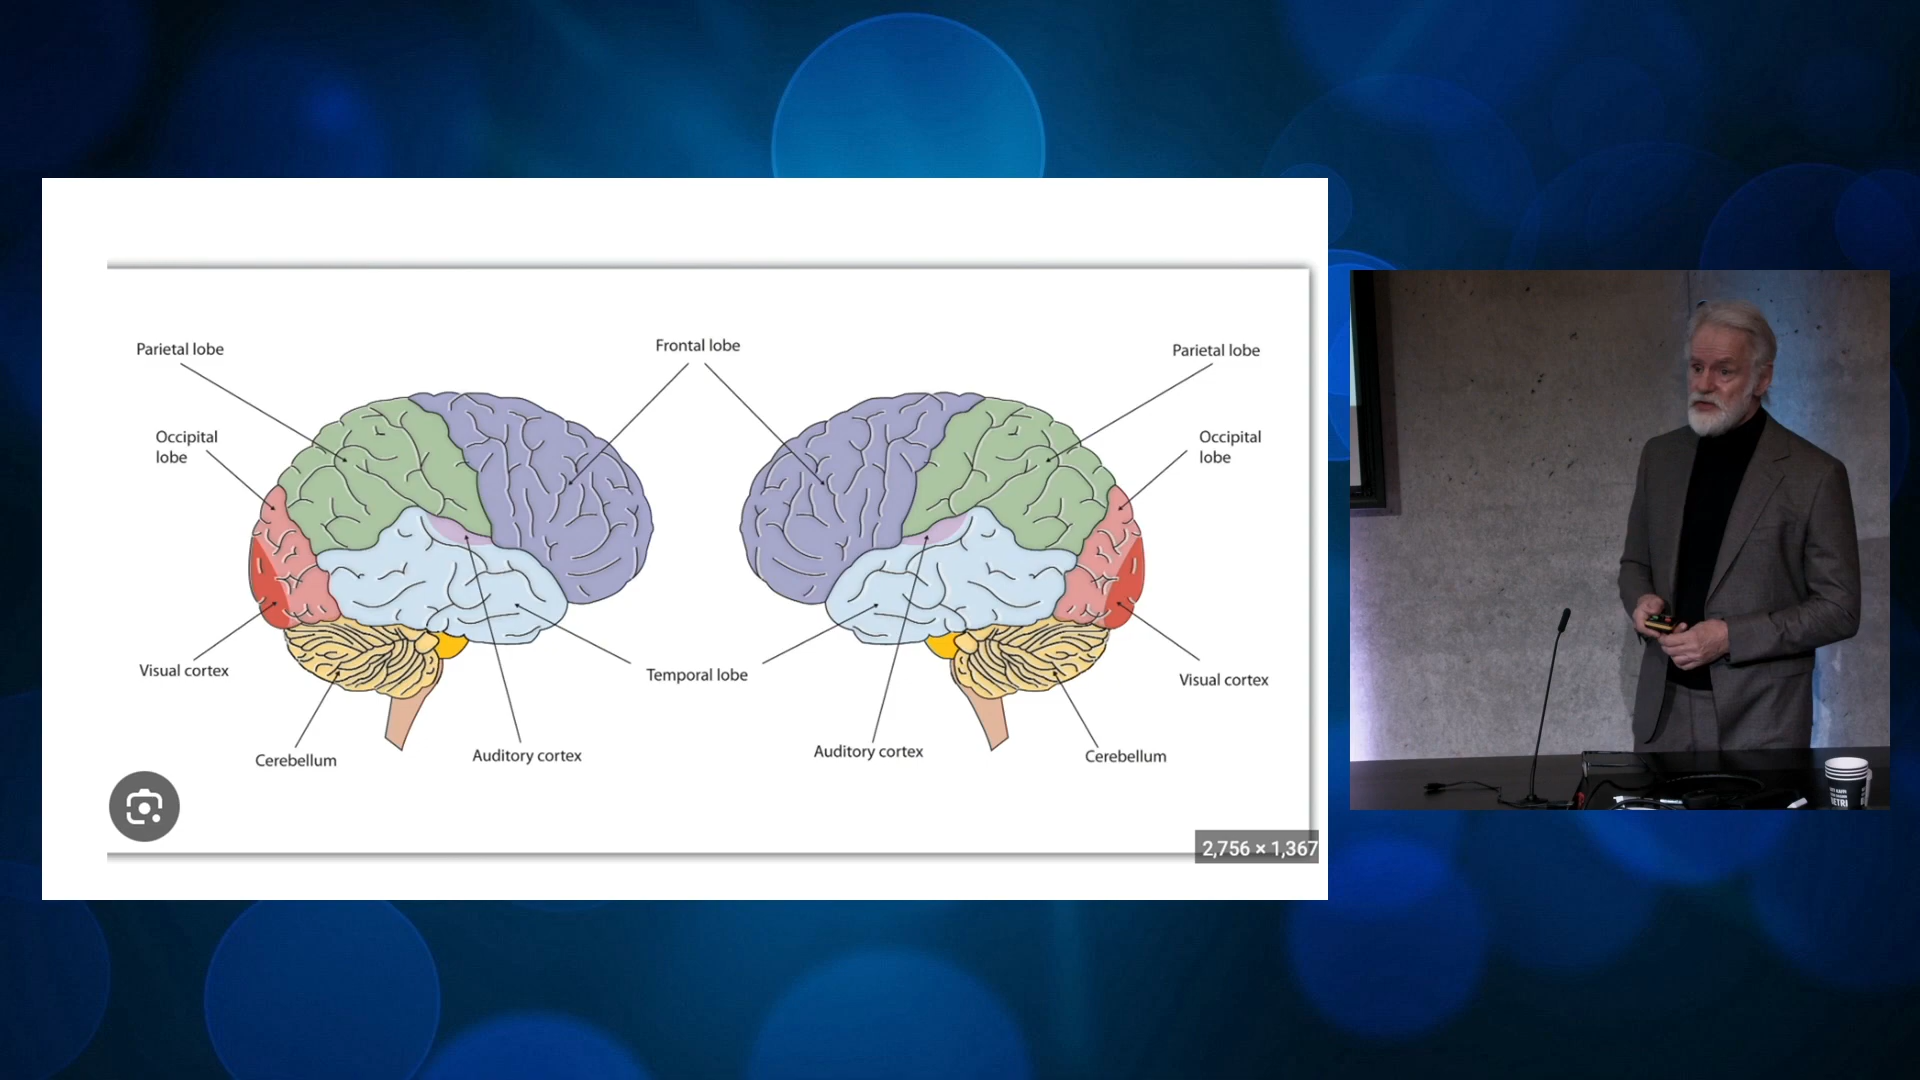 Parietal lobe
Frontal lobe
Parietal lobe
Occipital
lobe
Occipital
lobe
Visual cortex
Temporal lobe
Visual cortex
Cerebellum
Auditory cortex
Auditory cortex
Cerebellum
2,756 × 1,367